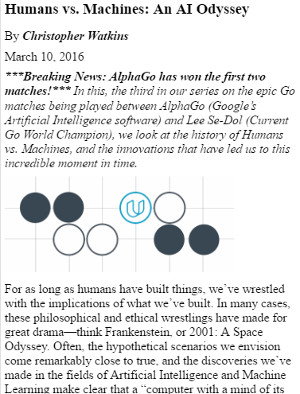 Humans vs. Machines: An AI Odyssey
By Christopher Watkins
March 10, 2016
***Breaking News: AlphaGo has won the first two
matches!*** In this, the third in our series on the epic Go
matches being played between AlphaGo (Google's
Artificial Intelligence software) and Lee Se-Dol (Current
Go World Champion), we look at the history of Humans
vs. Machines, and the innovations that have led us to this
incredible moment in time.
For as long as humans have built things, we've wrestled
with the implications of what we've built. In many cases,
these philosophical and ethical wrestlings have made for
great drama—think Frankenstein, or 2001: A Space
Odyssey. Often, the hypothetical scenarios we envision
come remarkably close to true, and the discoveries we've
made in the fields of Artificial Intelligence and Machine
Learning make clear that a “computer with a mind of its